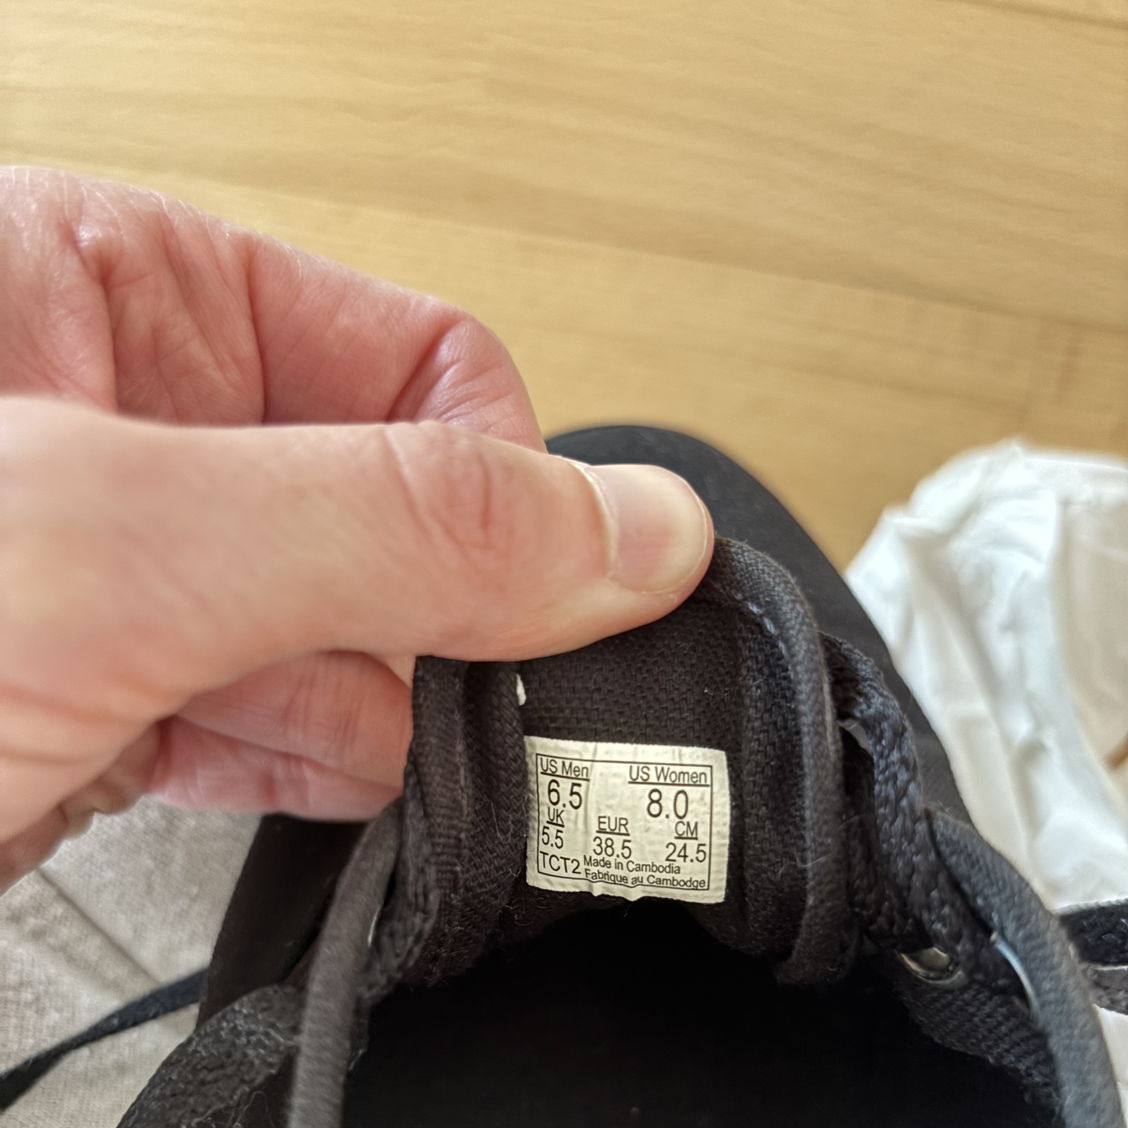 US Men US Women
6.5 8.0
UK EUR CM
5.5 38.5 24.5
TCT2 Made in Cambodia
Fabrique au Cambodge